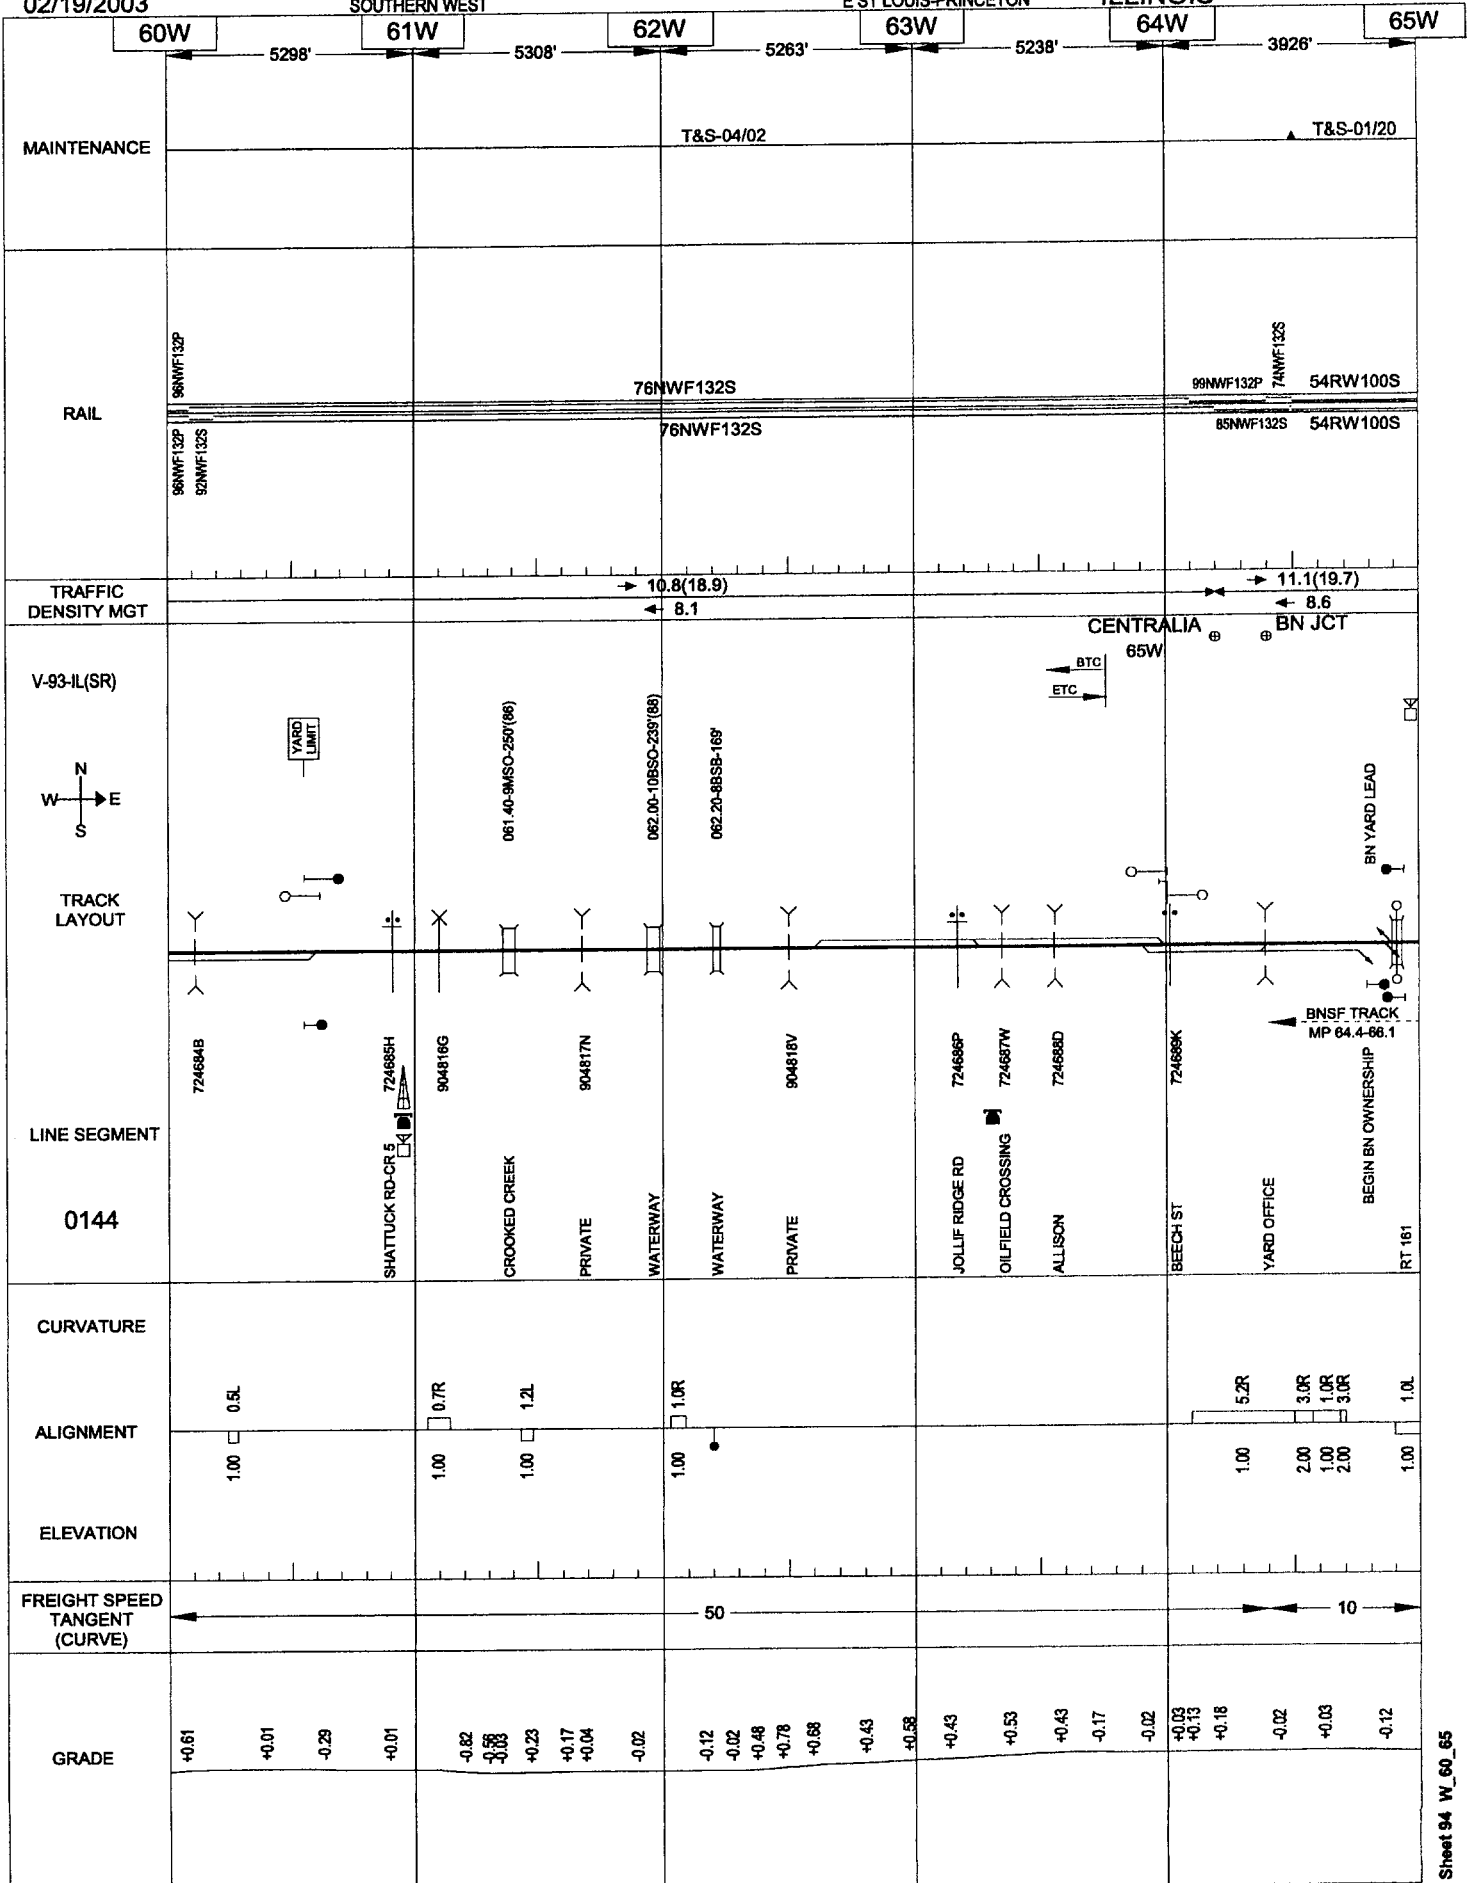 02/19/2003
SOUTHERN WEST
E ST LOUIS-PRINCETON
ILLINOIS
60W
61W
62W
63W
64W
65W
5298'
5308'
5263'
5238'
3926'
MAINTENANCE
T&S-04/02
T&S-01/20
RAIL
96NWF132P
96NWF132P
92NWF132S
76NWF132S
76NWF132S
99NWF132P
74NWF132S
54RW100S
85NWF132S
54RW100S
TRAFFIC
DENSITY MGT
10.8(18.9)
8.1
11.1(19.7)
8.6
V-93-IL(SR)
CENTRALIA
65W
BN JCT
BTC
ETC
YARD
LIMIT
N
W
E
S
061.40-9MSO-250'(86)
062.00-10BSO-239'(88)
062.20-8BSB-169'
BN YARD LEAD
TRACK
LAYOUT
BNSF TRACK
MP 64.4-66.1
724684B
724685H
904816G
904817N
904818V
724686P
724687W
724688D
724689K
LINE SEGMENT
0144
SHATTUCK RD-CR 5
CROOKED CREEK
PRIVATE
WATERWAY
WATERWAY
PRIVATE
JOLLIF RIDGE RD
OILFIELD CROSSING
ALLISON
BEECH ST
YARD OFFICE
BEGIN BN OWNERSHIP
RT 161
CURVATURE
0.5L
0.7R
1.2L
1.0R
5.2R
3.0R
1.0R
3.0R
1.0L
ALIGNMENT
1.00
1.00
1.00
1.00
1.00
2.00
1.00
2.00
1.00
ELEVATION
FREIGHT SPEED
TANGENT
(CURVE)
50
10
GRADE
+0.61
+0.01
-0.29
+0.01
-0.82
-0.56
-0.03
+0.23
+0.17
+0.04
-0.02
-0.12
-0.02
+0.48
+0.78
+0.68
+0.43
+0.58
+0.43
+0.53
+0.43
-0.17
-0.02
+0.03
+0.13
+0.18
-0.02
+0.03
-0.12
Sheet 94 W_60_65